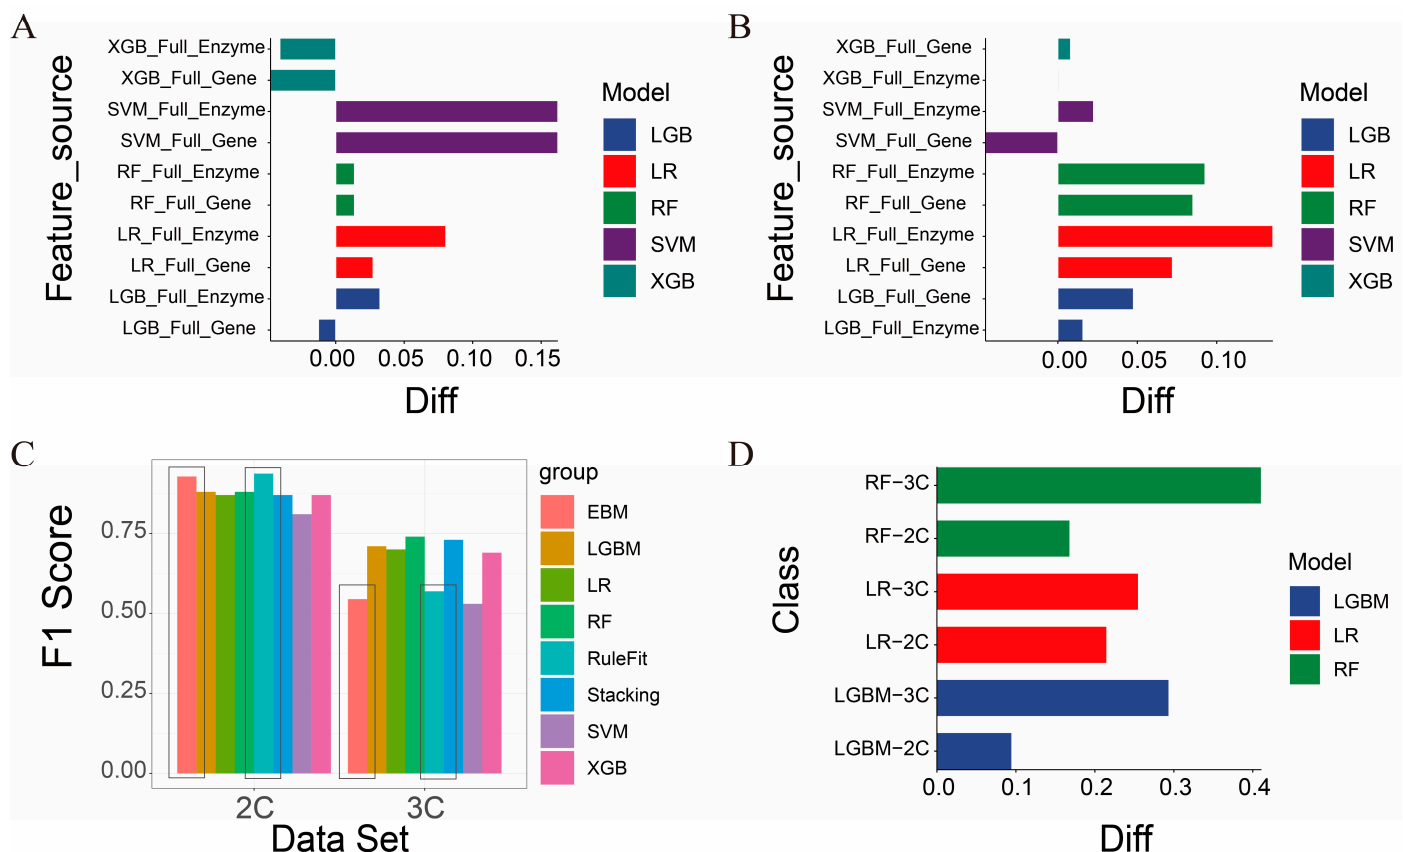 A
XGB_Full_Enzyme
XGB_Full_Gene
SVM_Full_Enzyme
SVM_Full_Gene
RF_Full_Enzyme
RF_Full_Gene
LR_Full_Enzyme
LR_Full_Gene
LGB_Full_Enzyme
LGB_Full_Gene
Feature_source
0.00 0.05 0.10 0.15
Diff
Model
LGB
LR
RF
SVM
XGB
B
XGB_Full_Gene
XGB_Full_Enzyme
SVM_Full_Enzyme
SVM_Full_Gene
RF_Full_Enzyme
RF_Full_Gene
LR_Full_Enzyme
LR_Full_Gene
LGB_Full_Gene
LGB_Full_Enzyme
Feature_source
0.00 0.05 0.10
Diff
Model
LGB
LR
RF
SVM
XGB
C
F1 Score
0.75
0.50
0.25
0.00
2C 3C
Data Set
group
EBM
LGBM
LR
RF
RuleFit
Stacking
SVM
XGB
D
RF−3C
RF−2C
LR−3C
LR−2C
LGBM−3C
LGBM−2C
Class
0.0 0.1 0.2 0.3 0.4
Diff
Model
LGBM
LR
RF